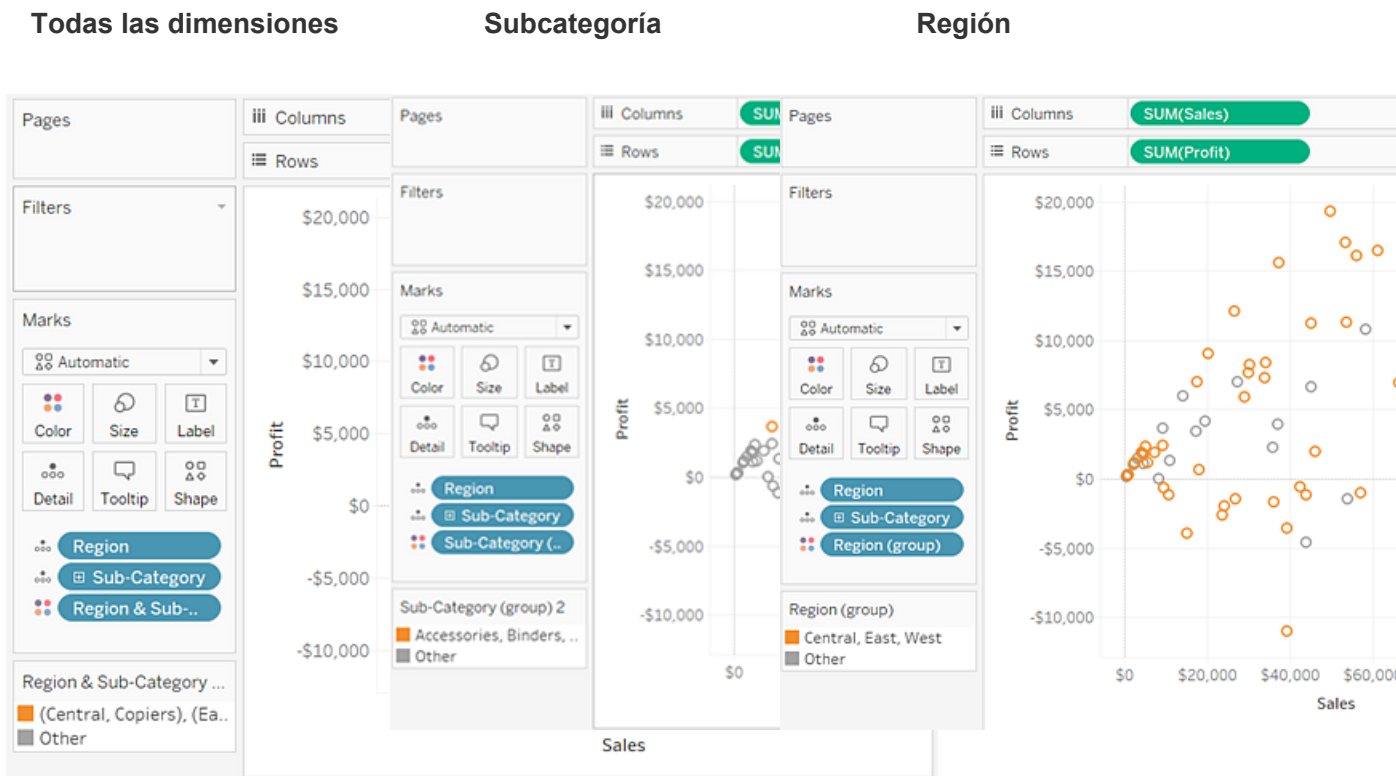 Todas las dimensiones
Subcategoría
Región
Pages
Columns
Rows
Filters
$20,000
$15,000
$10,000
$5,000
$0
-$5,000
-$10,000
Profit
Marks
Automatic
Color
Size
Label
Detail
Tooltip
Shape
Region
Sub-Category
Region & Sub-..
Region & Sub-Category ...
(Central, Copiers), (Ea..
Other
Sales
Pages
Columns
SUM
Rows
SUM
Filters
$20,000
$15,000
$10,000
$5,000
$0
-$5,000
-$10,000
Profit
$0
Marks
Automatic
Color
Size
Label
Detail
Tooltip
Shape
Region
Sub-Category
Sub-Category (..
Sub-Category (group) 2
Accessories, Binders, ..
Other
Pages
Columns
SUM(Sales)
Rows
SUM(Profit)
Filters
$20,000
$15,000
$10,000
$5,000
$0
-$5,000
-$10,000
Profit
$0
$20,000
$40,000
$60,000
Sales
Marks
Automatic
Color
Size
Label
Detail
Tooltip
Shape
Region
Sub-Category
Region (group)
Region (group)
Central, East, West
Other